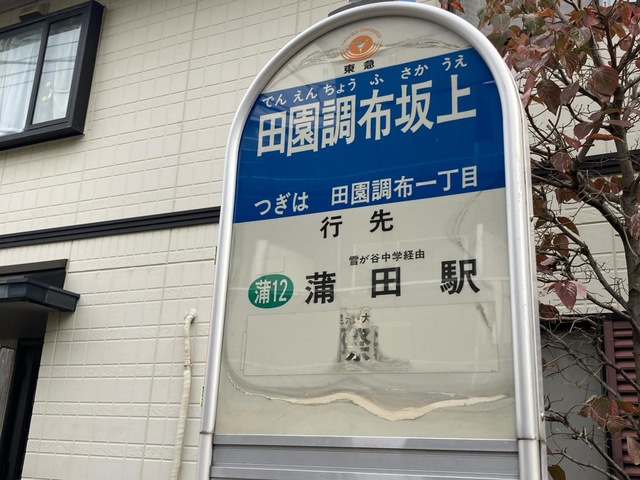 東急
でん えん ちょう ふ さか うえ
田園調布坂上
つぎは 田園調布一丁目
行先
雪が谷中学経由
蒲12 蒲田駅